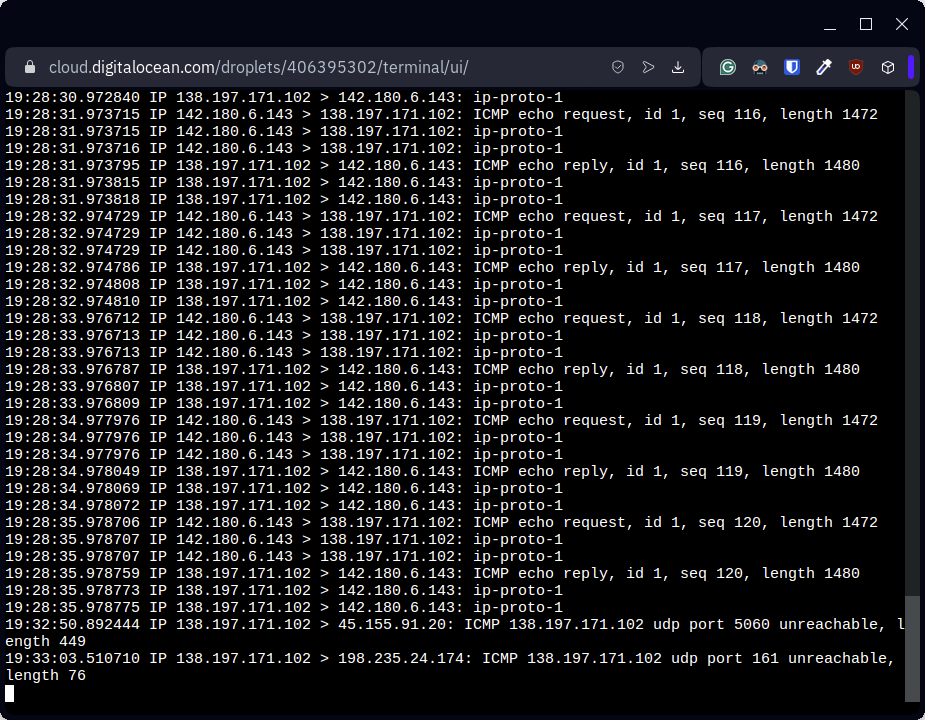 cloud.digitalocean.com/droplets/406395302/terminal/ui/
19:28:30.972840 IP 138.197.171.102 > 142.180.6.143: ip-proto-1
19:28:31.973715 IP 142.180.6.143 > 138.197.171.102: ICMP echo request, id 1, seq 116, length 1472
19:28:31.973715 IP 142.180.6.143 > 138.197.171.102: ip-proto-1
19:28:31.973716 IP 142.180.6.143 > 138.197.171.102: ip-proto-1
19:28:31.973795 IP 138.197.171.102 > 142.180.6.143: ICMP echo reply, id 1, seq 116, length 1480
19:28:31.973815 IP 138.197.171.102 > 142.180.6.143: ip-proto-1
19:28:31.973818 IP 138.197.171.102 > 142.180.6.143: ip-proto-1
19:28:32.974729 IP 142.180.6.143 > 138.197.171.102: ICMP echo request, id 1, seq 117, length 1472
19:28:32.974729 IP 142.180.6.143 > 138.197.171.102: ip-proto-1
19:28:32.974729 IP 142.180.6.143 > 138.197.171.102: ip-proto-1
19:28:32.974786 IP 138.197.171.102 > 142.180.6.143: ICMP echo reply, id 1, seq 117, length 1480
19:28:32.974808 IP 138.197.171.102 > 142.180.6.143: ip-proto-1
19:28:32.974810 IP 138.197.171.102 > 142.180.6.143: ip-proto-1
19:28:33.976712 IP 142.180.6.143 > 138.197.171.102: ICMP echo request, id 1, seq 118, length 1472
19:28:33.976713 IP 142.180.6.143 > 138.197.171.102: ip-proto-1
19:28:33.976713 IP 142.180.6.143 > 138.197.171.102: ip-proto-1
19:28:33.976787 IP 138.197.171.102 > 142.180.6.143: ICMP echo reply, id 1, seq 118, length 1480
19:28:33.976807 IP 138.197.171.102 > 142.180.6.143: ip-proto-1
19:28:33.976809 IP 138.197.171.102 > 142.180.6.143: ip-proto-1
19:28:34.977976 IP 142.180.6.143 > 138.197.171.102: ICMP echo request, id 1, seq 119, length 1472
19:28:34.977976 IP 142.180.6.143 > 138.197.171.102: ip-proto-1
19:28:34.977976 IP 142.180.6.143 > 138.197.171.102: ip-proto-1
19:28:34.978049 IP 138.197.171.102 > 142.180.6.143: ICMP echo reply, id 1, seq 119, length 1480
19:28:34.978069 IP 138.197.171.102 > 142.180.6.143: ip-proto-1
19:28:34.978072 IP 138.197.171.102 > 142.180.6.143: ip-proto-1
19:28:35.978706 IP 142.180.6.143 > 138.197.171.102: ICMP echo request, id 1, seq 120, length 1472
19:28:35.978707 IP 142.180.6.143 > 138.197.171.102: ip-proto-1
19:28:35.978707 IP 142.180.6.143 > 138.197.171.102: ip-proto-1
19:28:35.978759 IP 138.197.171.102 > 142.180.6.143: ICMP echo reply, id 1, seq 120, length 1480
19:28:35.978773 IP 138.197.171.102 > 142.180.6.143: ip-proto-1
19:28:35.978775 IP 138.197.171.102 > 142.180.6.143: ip-proto-1
19:32:50.892444 IP 138.197.171.102 > 45.155.91.20: ICMP 138.197.171.102 udp port 5060 unreachable, l
ength 449
19:33:03.510710 IP 138.197.171.102 > 198.235.24.174: ICMP 138.197.171.102 udp port 161 unreachable,
length 76